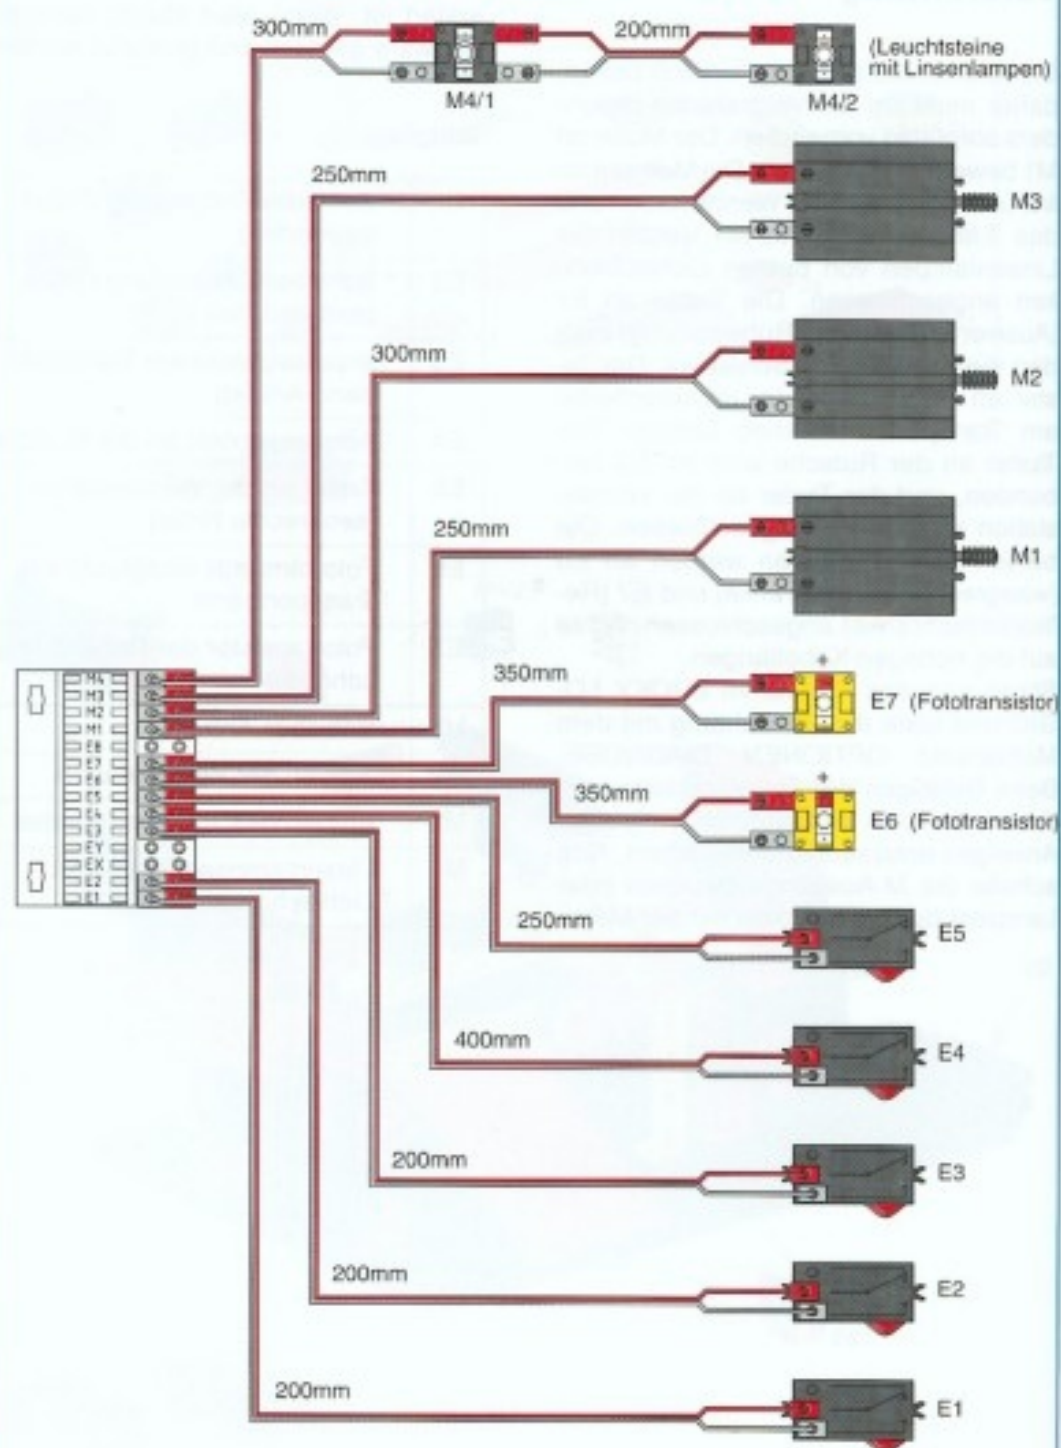 300mm
200mm
(Leuchtsteine
mit Linsenlampen)
M4/1
M4/2
250mm
M3
300mm
M2
250mm
M1
M4
M3
M2
M1
E8
E7
E6
E5
E4
E3
EY
EX
E2
E1
350mm
+
E7 (Fototransistor)
350mm
+
E6 (Fototransistor)
250mm
E5
400mm
E4
200mm
E3
200mm
E2
200mm
E1